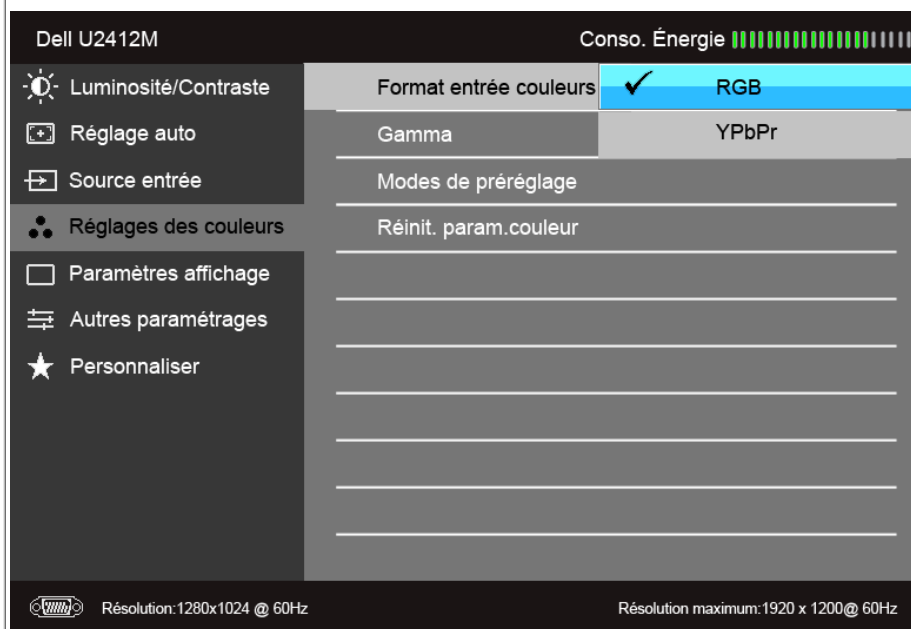 Dell U2412M
Conso. Énergie
Luminosité/Contraste
Réglage auto
Source entrée
Réglages des couleurs
Paramètres affichage
Autres paramétrages
Personnaliser
Format entrée couleurs
Gamma
Modes de préréglage
Réinit. param.couleur
RGB
YPbPr
Résolution:1280x1024 @ 60Hz
Résolution maximum:1920 x 1200@ 60Hz